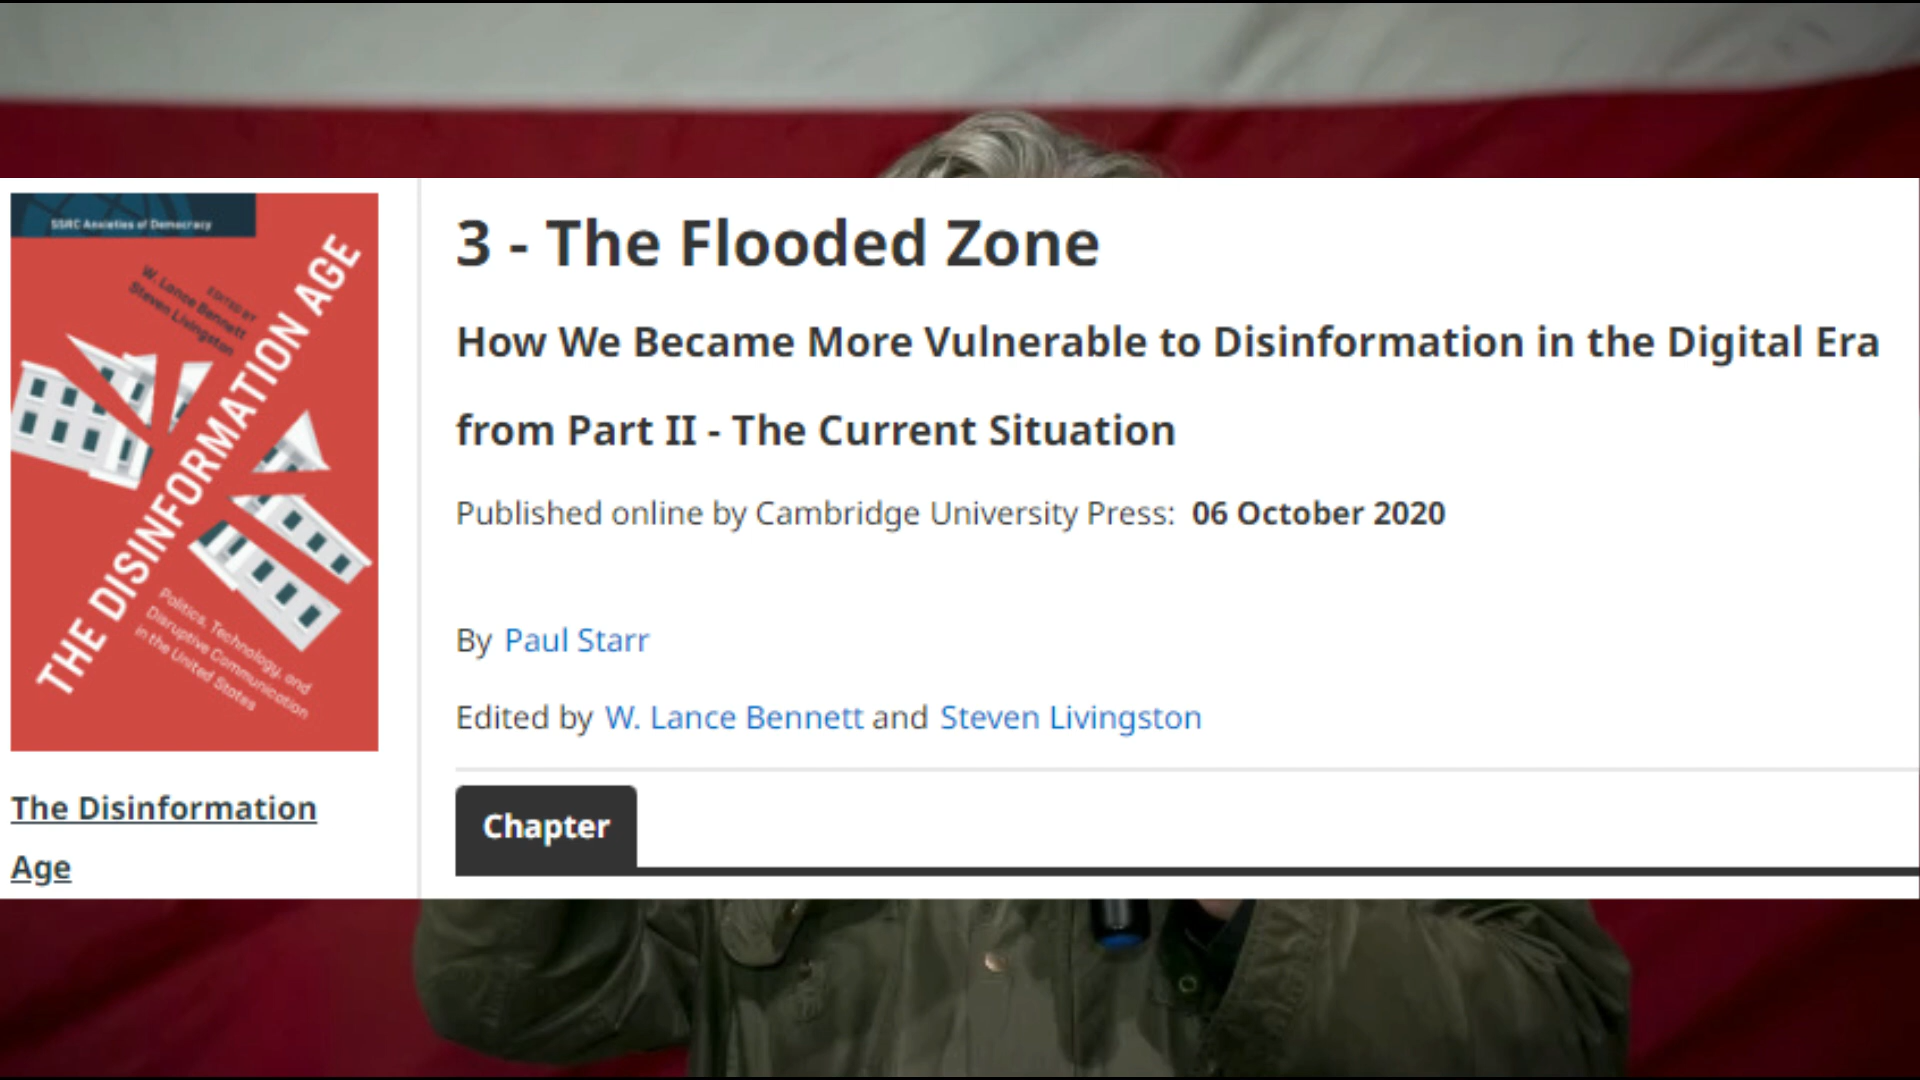 SSRC Anxieties of Democracy
EDITED BY
W. Lance Bennett
Steven Livingston
THE DISINFORMATION AGE
Politics, Technology, and
Disruptive Communication
in the United States
The Disinformation
Age
3 - The Flooded Zone
How We Became More Vulnerable to Disinformation in the Digital Era
from Part II - The Current Situation
Published online by Cambridge University Press: 06 October 2020
By Paul Starr
Edited by W. Lance Bennett and Steven Livingston
Chapter